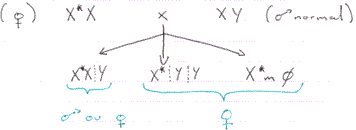 (♀) X*X x XY (♂ normal)
X*X¦Y X*¦Y¦Y X*m Ø
♂ ou ♀ ♀